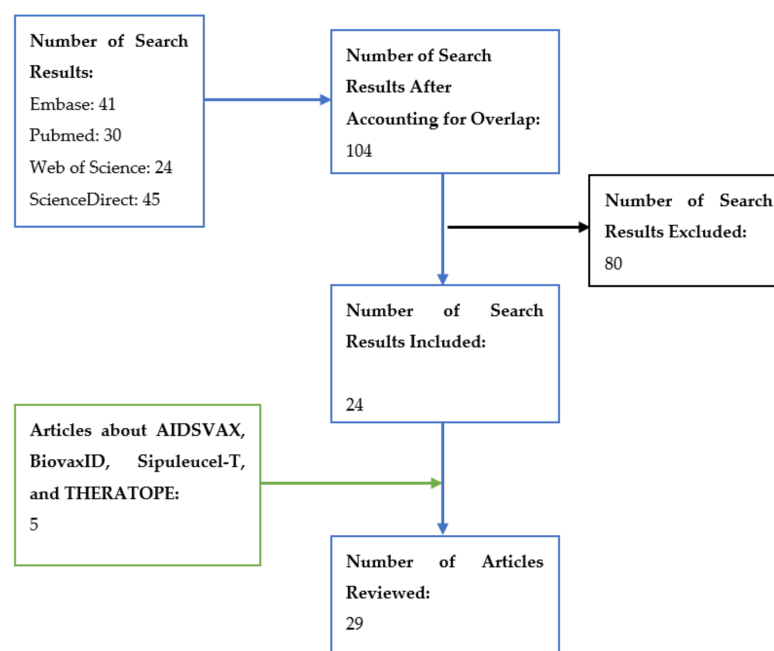 Number of Search
Results:
Embase: 41
Pubmed: 30
Web of Science: 24
ScienceDirect: 45
Number of Search
Results After
Accounting for Overlap:
104
Number of Search
Results Excluded:
80
Number of Search
Results Included:
24
Articles about AIDSVAX,
BiovaxID, Sipuleucel-T,
and THERATOPE:
5
Number of Articles
Reviewed:
29